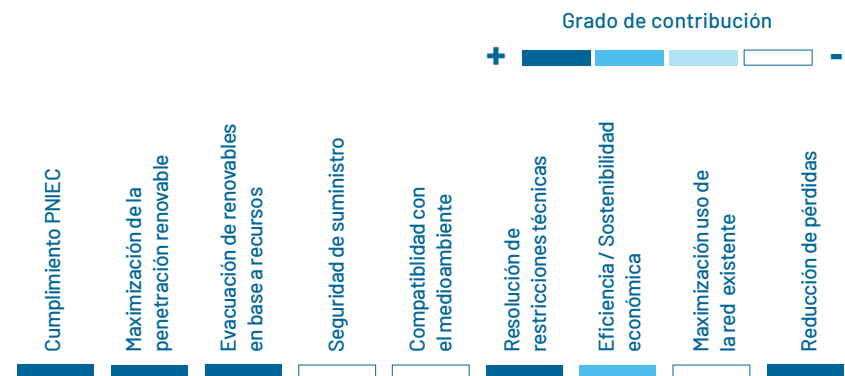 Grado de contribución
+ -
Cumplimiento PNIEC
Maximización de la
penetración renovable
Evacuación de renovables
en base a recursos
Seguridad de suministro
Compatiblidad con
el medioambiente
Resolución de
restricciones técnicas
Eficiencia / Sostenibilidad
económica
Maximización uso de
la red existente
Reducción de pérdidas